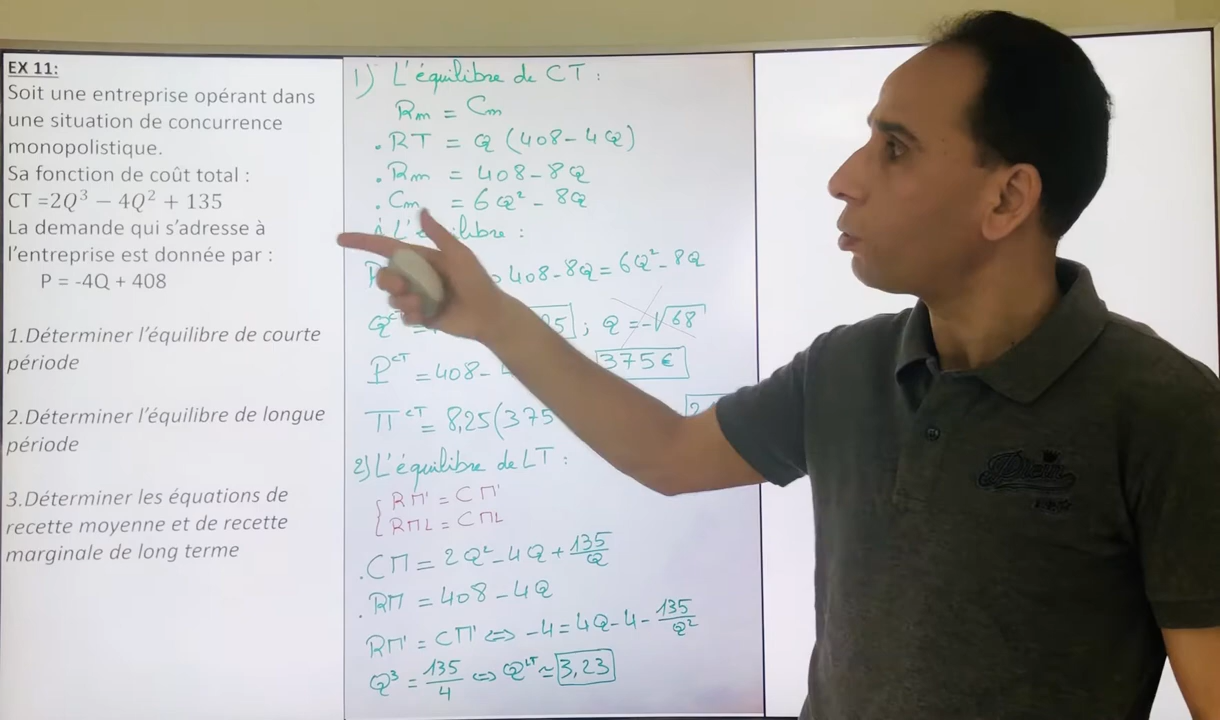 EX 11:
Soit une entreprise opérant dans
une situation de concurrence
monopolistique.
Sa fonction de coût total :
CT =2Q³ − 4Q² + 135
La demande qui s’adresse à
l’entreprise est donnée par :
P = -4Q + 408
1.Déterminer l’équilibre de courte
période
2.Déterminer l’équilibre de longue
période
3.Déterminer les équations de
recette moyenne et de recette
marginale de long terme
1) L'équilibre de CT :
Rm = Cm
. RT = Q (408 - 4Q)
. Rm = 408 - 8Q
. Cm = 6Q² - 8Q
408 - 8Q = 6Q² - 8Q
; Q = -√68
P^CT = 408 - 375€
Π^CT = 8,25(375
2) L'équilibre de LT :
RM' = CM'
RML = CML
. CM = 2Q² - 4Q + 135/Q
. RM = 408 - 4Q
RM' = CM' ⇔ -4 = 4Q - 4 - 135/Q²
Q³ = 135/4 ⇔ Q^LT ≃ 3,23